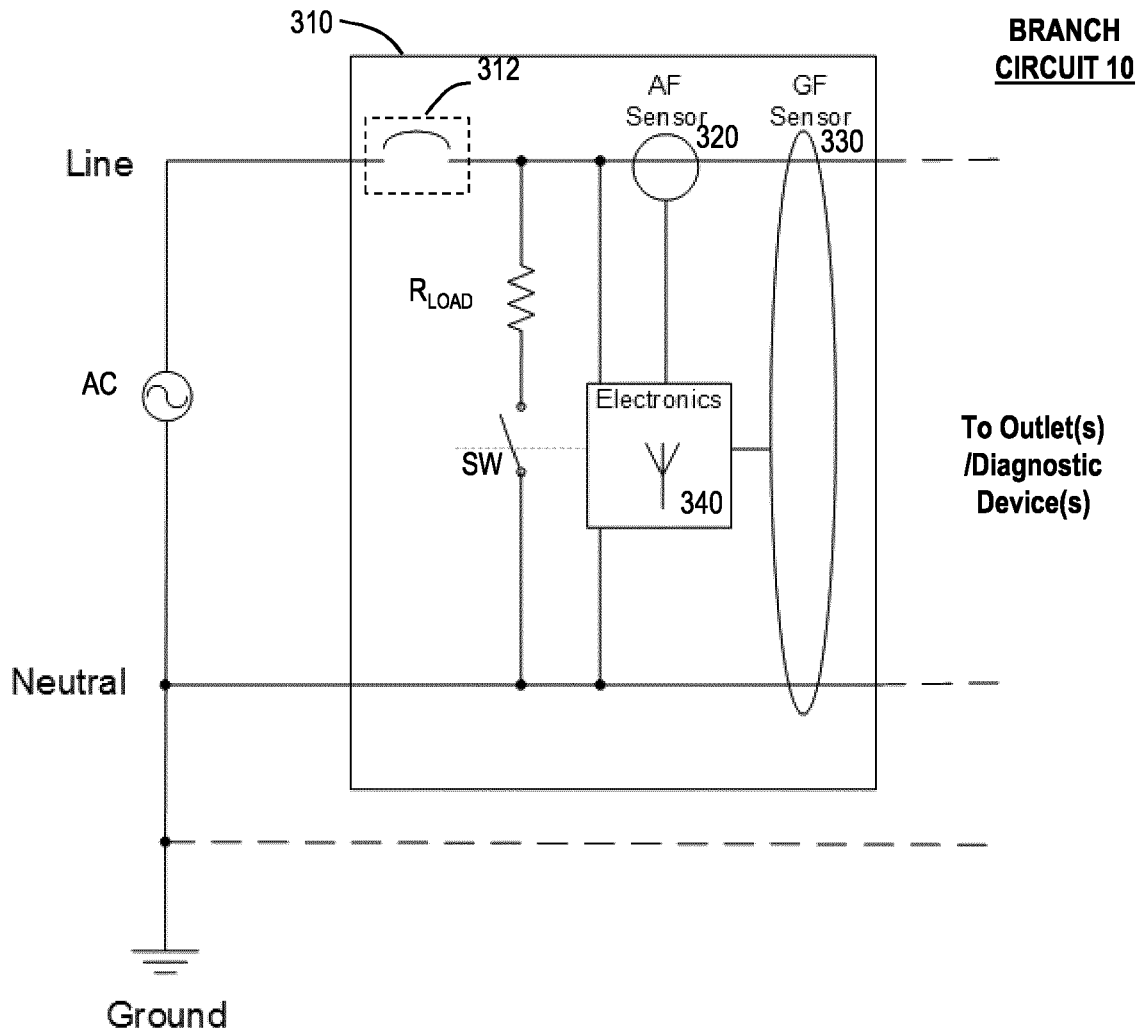 310
BRANCH
CIRCUIT 10
312
AF
Sensor
320
GF
Sensor
330
Line
RLOAD
AC
Electronics
340
SW
To Outlet(s)
/Diagnostic
Device(s)
Neutral
Ground